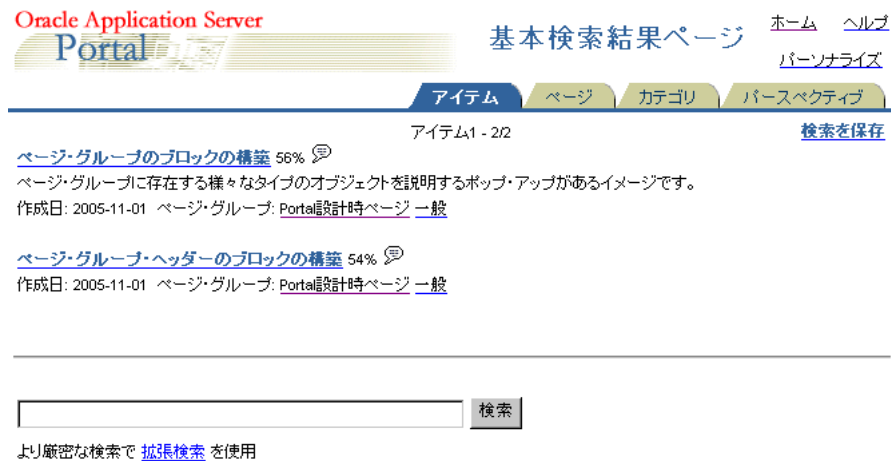 Oracle Application Server
Portal
基本検索結果ページ
ホーム ヘルプ
パーソナライズ
アイテム ページ カテゴリ パースペクティブ
アイテム1 - 2/2 検索を保存
ページ・グループのブロックの構築 56%
ページ・グループに存在する様々なタイプのオブジェクトを説明するポップ・アップがあるイメージです。
作成日: 2005-11-01 ページ・グループ: Portal設計時ページ 一般
ページ・グループ・ヘッダーのブロックの構築 54%
作成日: 2005-11-01 ページ・グループ: Portal設計時ページ 一般
検索
より厳密な検索で 拡張検索 を使用